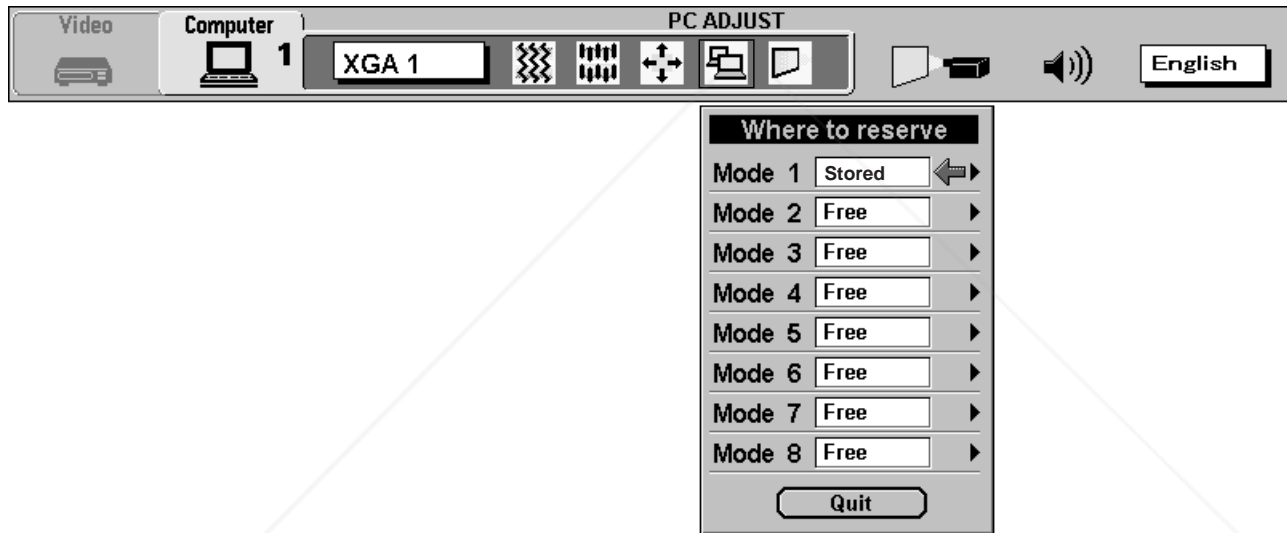 Video
Computer
PC ADJUST
1
XGA 1
English
Where to reserve
Mode 1 Stored
Mode 2 Free
Mode 3 Free
Mode 4 Free
Mode 5 Free
Mode 6 Free
Mode 7 Free
Mode 8 Free
Quit